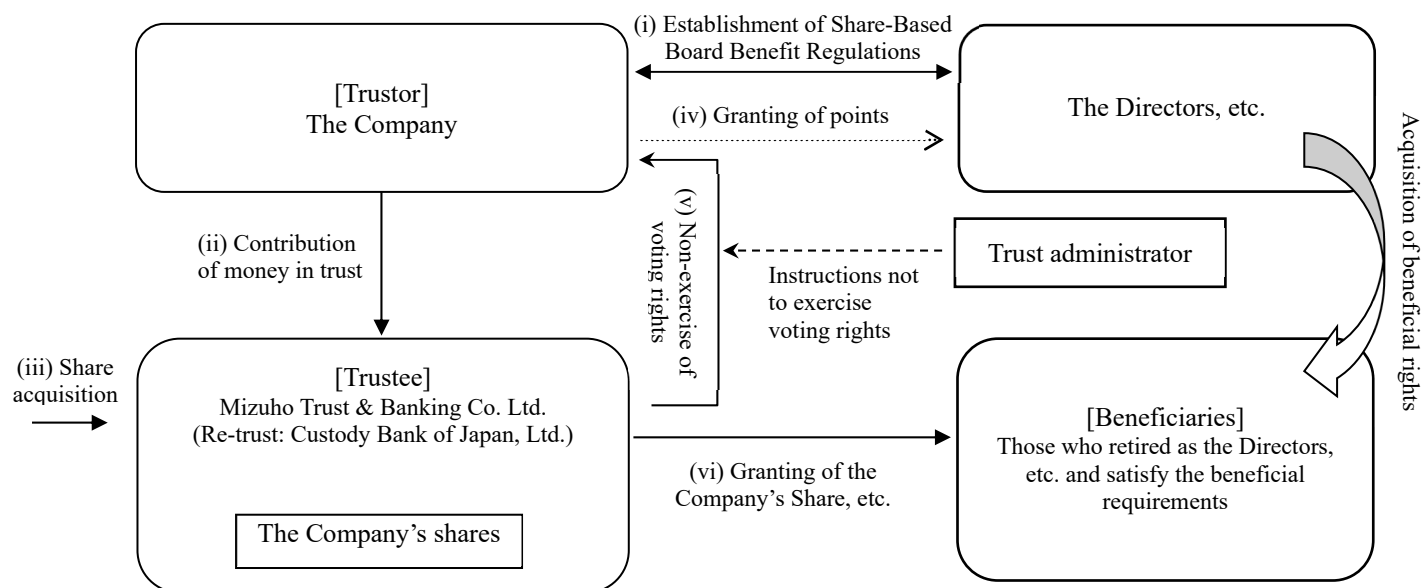 (i) Establishment of Share-Based
Board Benefit Regulations
[Trustor]
The Company
The Directors, etc.
(iv) Granting of points
Acquisition of beneficial rights
(v) Non-exercise of
voting rights
(ii) Contribution
of money in trust
Trust administrator
Instructions not
to exercise
voting rights
(iii) Share
acquisition
[Trustee]
Mizuho Trust & Banking Co. Ltd.
(Re-trust: Custody Bank of Japan, Ltd.)
The Company’s shares
(vi) Granting of the
Company’s Share, etc.
[Beneficiaries]
Those who retired as the Directors,
etc. and satisfy the beneficial
requirements